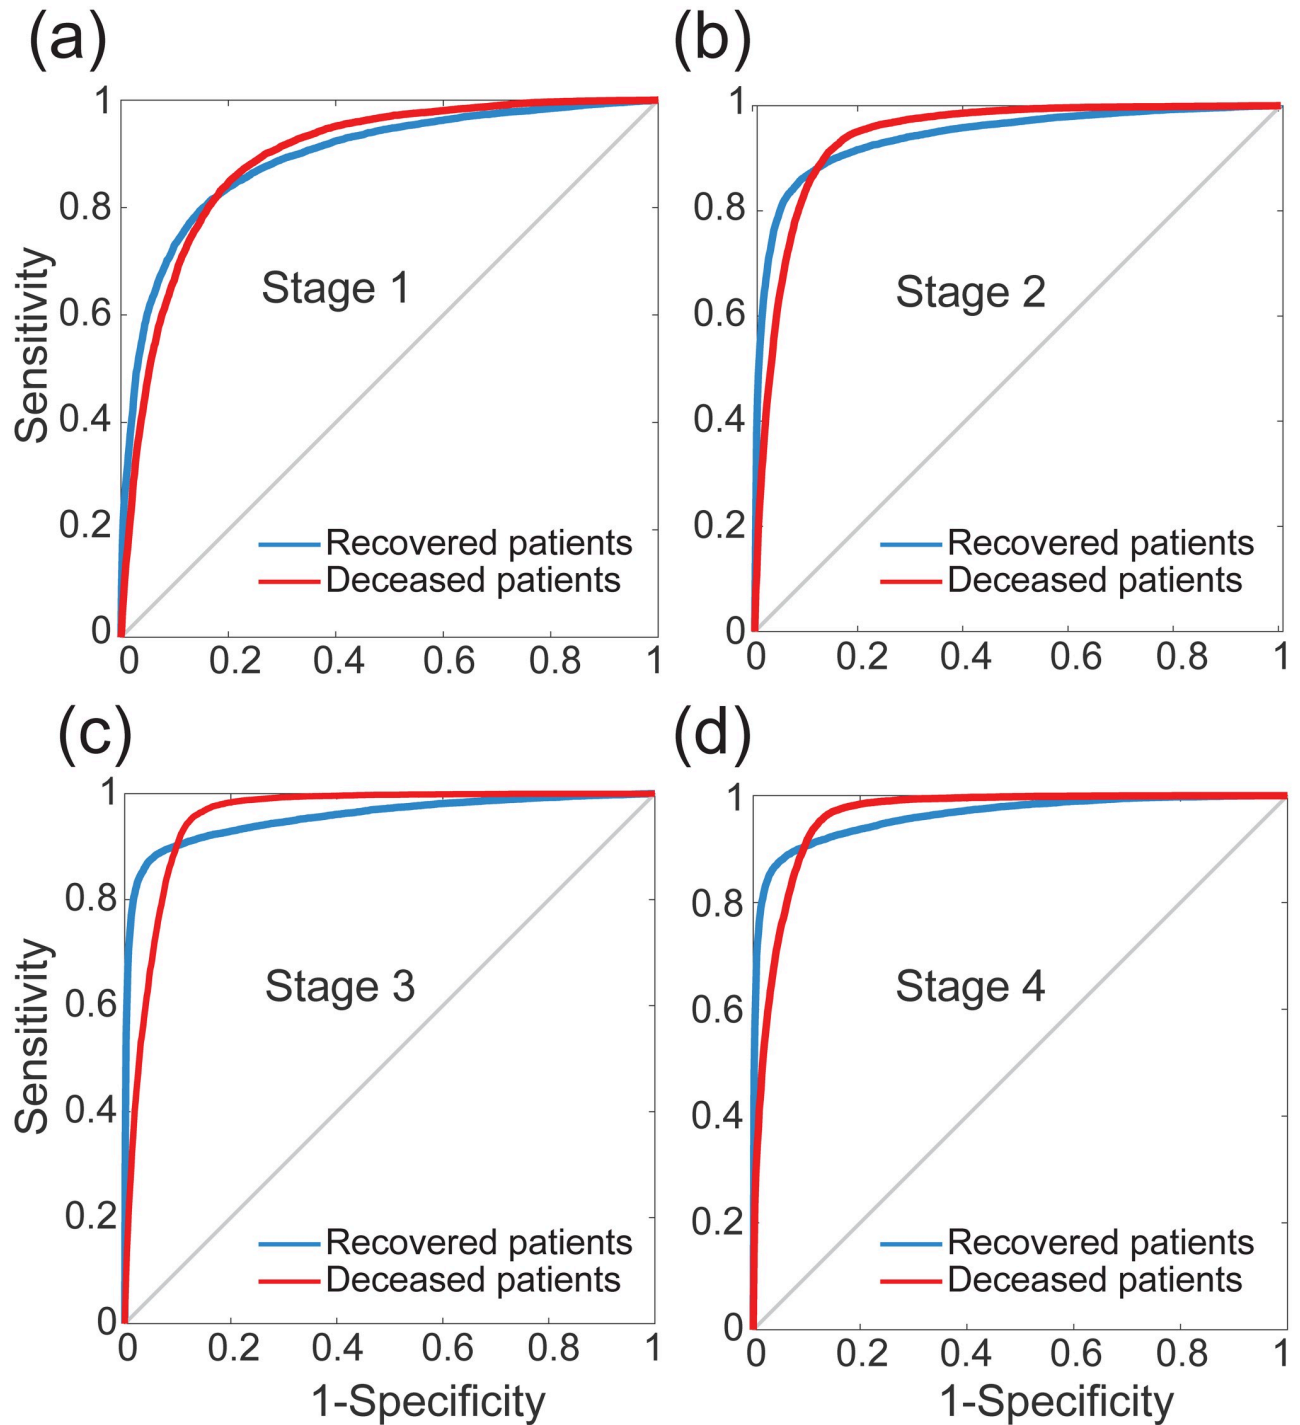 (a)
1
0.8
0.6
0.4
0.2
0
Sensitivity
Stage 1
Recovered patients
Deceased patients
0 0.2 0.4 0.6 0.8 1
(b)
1
0.8
0.6
0.4
0.2
0
Stage 2
Recovered patients
Deceased patients
0 0.2 0.4 0.6 0.8 1
(c)
1
0.8
0.6
0.4
0.2
0
Sensitivity
Stage 3
Recovered patients
Deceased patients
0 0.2 0.4 0.6 0.8 1
1-Specificity
(d)
1
0.8
0.6
0.4
0.2
0
Stage 4
Recovered patients
Deceased patients
0 0.2 0.4 0.6 0.8 1
1-Specificity